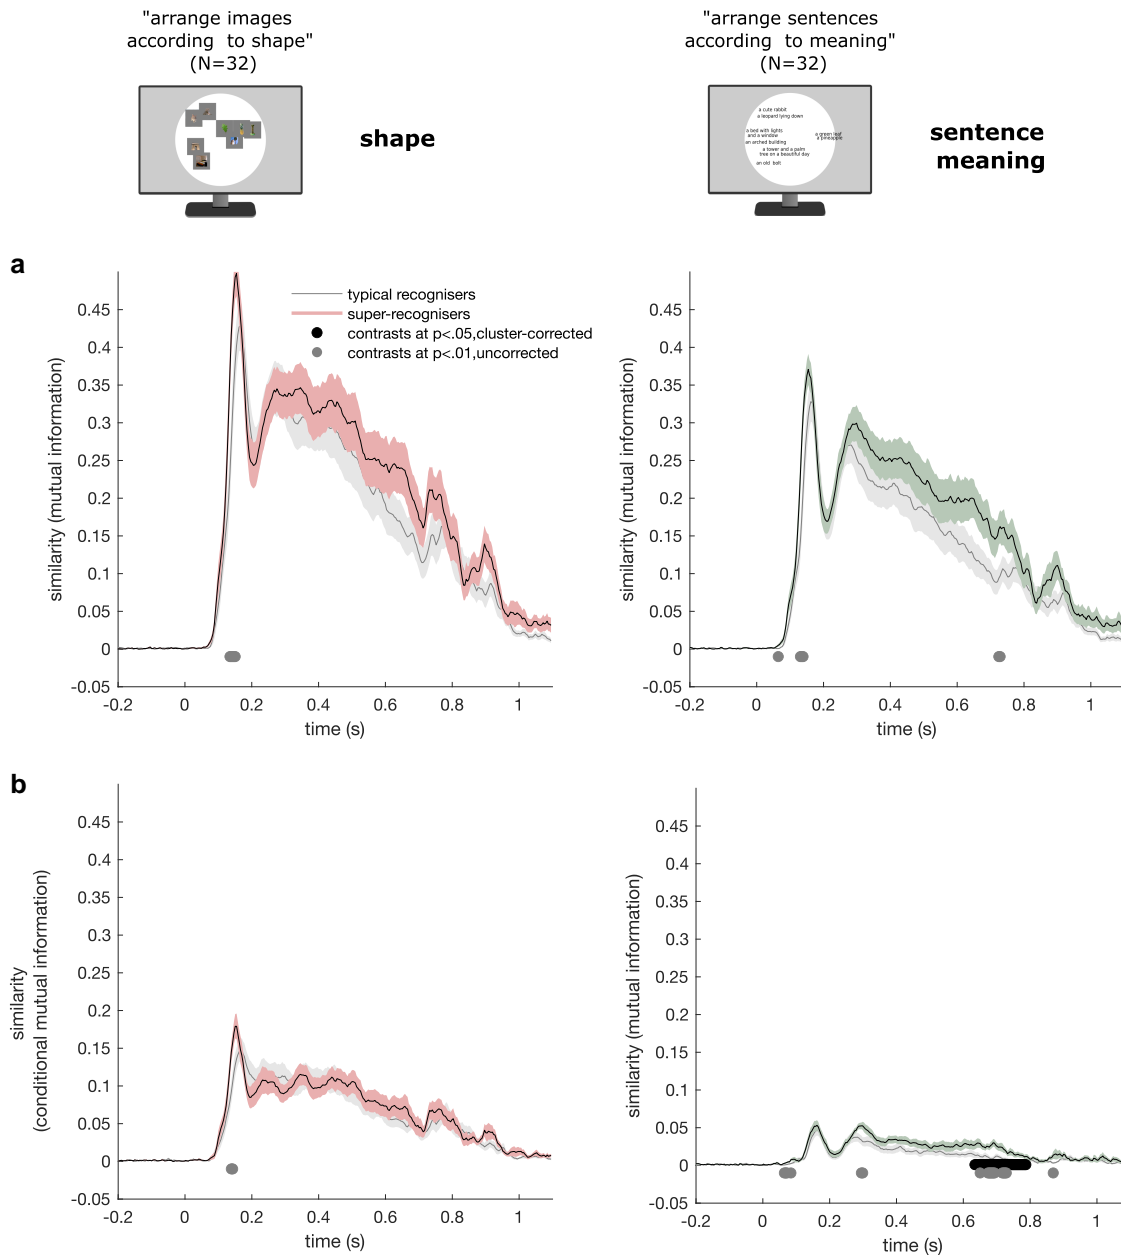 "arrange images
according to shape"
(N=32)
shape
"arrange sentences
according to meaning"
(N=32)
a cute rabbit
a leopard lying down
a bed with lights
and a window
a green leaf
a pineapple
an arched building
a tower and a palm
tree on a beautiful day
an old bolt
sentence
meaning
a
typical recognisers
super-recognisers
contrasts at p<.05,cluster-corrected
contrasts at p<.01,uncorrected
similarity (mutual information)
0.45
0.4
0.35
0.3
0.25
0.2
0.15
0.1
0.05
0
-0.05
-0.2
0
0.2
0.4
0.6
0.8
1
time (s)
similarity (mutual information)
0.45
0.4
0.35
0.3
0.25
0.2
0.15
0.1
0.05
0
-0.05
-0.2
0
0.2
0.4
0.6
0.8
1
time (s)
b
similarity
(conditional mutual information)
0.45
0.4
0.35
0.3
0.25
0.2
0.15
0.1
0.05
0
-0.05
-0.2
0
0.2
0.4
0.6
0.8
1
time (s)
similarity (mutual information)
0.45
0.4
0.35
0.3
0.25
0.2
0.15
0.1
0.05
0
-0.05
-0.2
0
0.2
0.4
0.6
0.8
1
time (s)